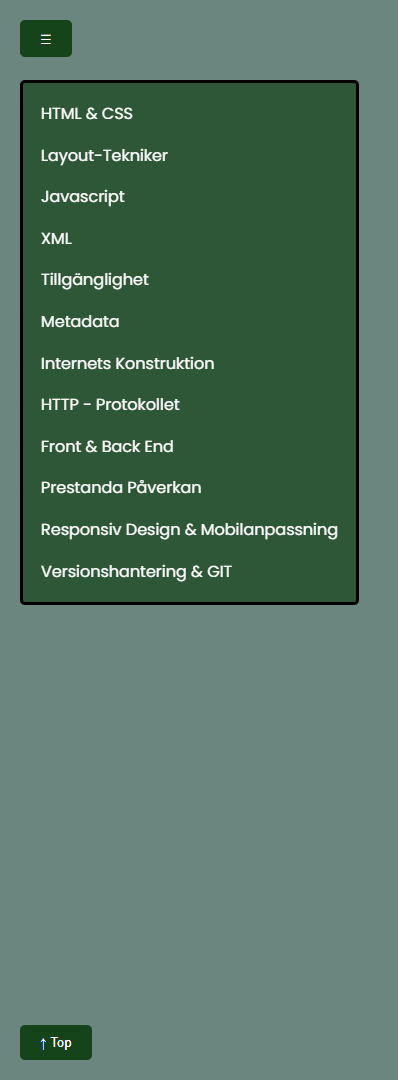 ☰
HTML & CSS
Layout-Tekniker
Javascript
XML
Tillgänglighet
Metadata
Internets Konstruktion
HTTP - Protokollet
Front & Back End
Prestanda Påverkan
Responsiv Design & Mobilanpassning
Versionshantering & GIT
↑ Top